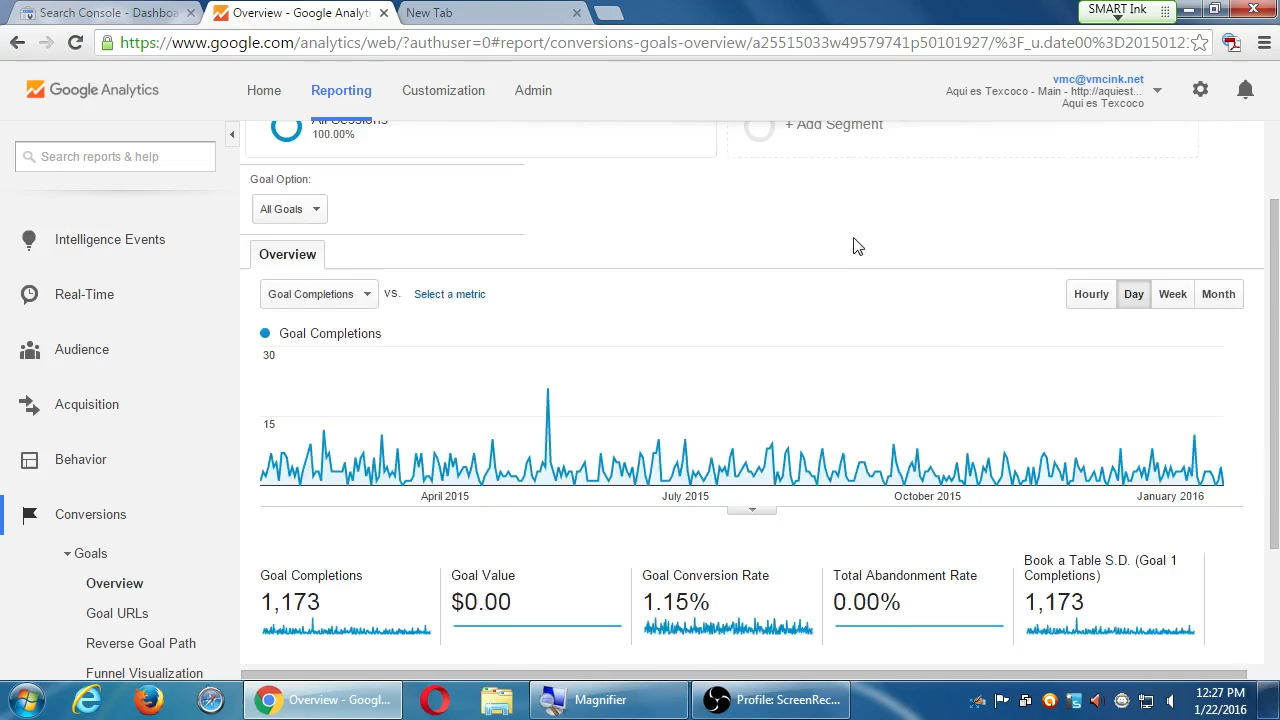 Search Console - Dashboa
Overview - Google Analyti
New Tab
SMART Ink
https://www.google.com/analytics/web/?authuser=0#report/conversions-goals-overview/a25515033w49579741p50101927/%3F_u.date00%3D2015012
Google Analytics
Home
Reporting
Customization
Admin
vmc@vmcink.net
Aqui es Texcoco - Main - http://aquiest...
Aqui es Texcoco
Search reports & help
All Sessions
100.00%
+ Add Segment
Goal Option:
All Goals
Overview
Goal Completions
VS.
Select a metric
Hourly
Day
Week
Month
Goal Completions
30
15
April 2015
July 2015
October 2015
January 2016
Intelligence Events
Real-Time
Audience
Acquisition
Behavior
Conversions
Goals
Overview
Goal URLs
Reverse Goal Path
Funnel Visualization
Goal Completions
1,173
Goal Value
$0.00
Goal Conversion Rate
1.15%
Total Abandonment Rate
0.00%
Book a Table S.D. (Goal 1
Completions)
1,173
Overview - Googl...
Magnifier
Profile: ScreenRec...
12:27 PM
1/22/2016